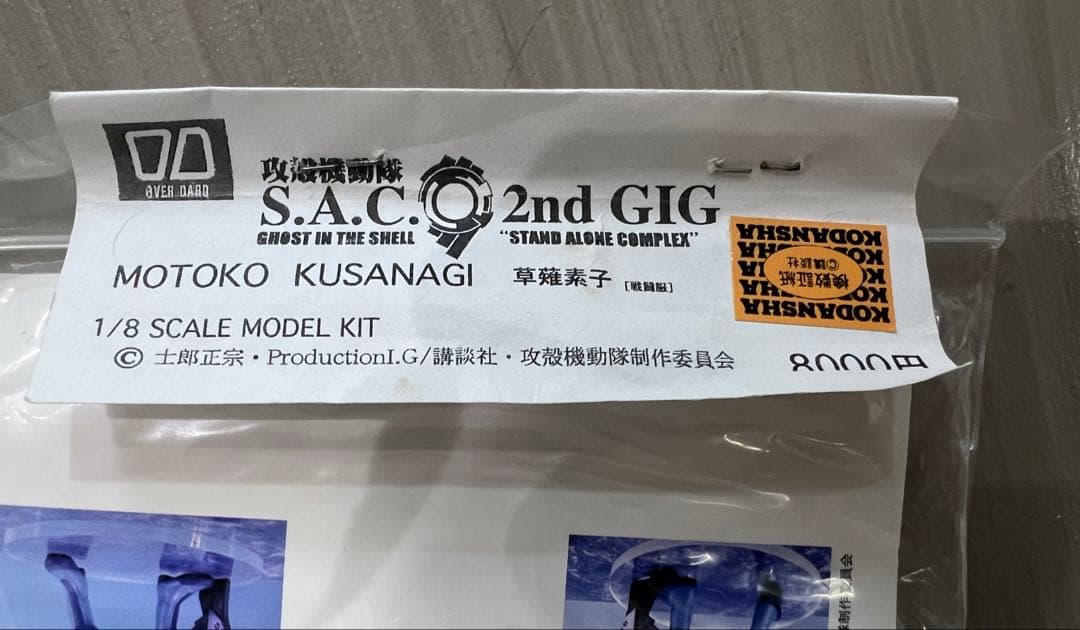 OVER DARD
攻殻機動隊
S.A.C. 2nd GIG
GHOST IN THE SHELL "STAND ALONE COMPLEX"
MOTOKO KUSANAGI 草薙素子 [戦闘服]
1/8 SCALE MODEL KIT
© 士郎正宗・ProductionI.G/講談社・攻殻機動隊制作委員会 8000円
KODANSHA
KODANSHA
KODANSHA
KODANSHA
KODANSHA
©講談社
検数証紙